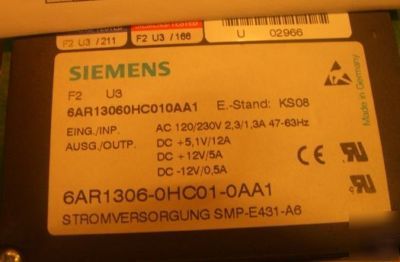 F2 U3 /211
F2 U3 /166
U 02966
SIEMENS
F2 U3
6AR13060HC010AA1 E.-Stand: KS08
EING./INP. AC 120/230V 2,3/1,3A 47-63Hz
AUSG./OUTP. DC +5,1V/12A
DC +12V/5A
DC -12V/0,5A
6AR1306-0HC01-0AA1
STROMVERSORGUNG SMP-E431-A6
Made in Germany
CE